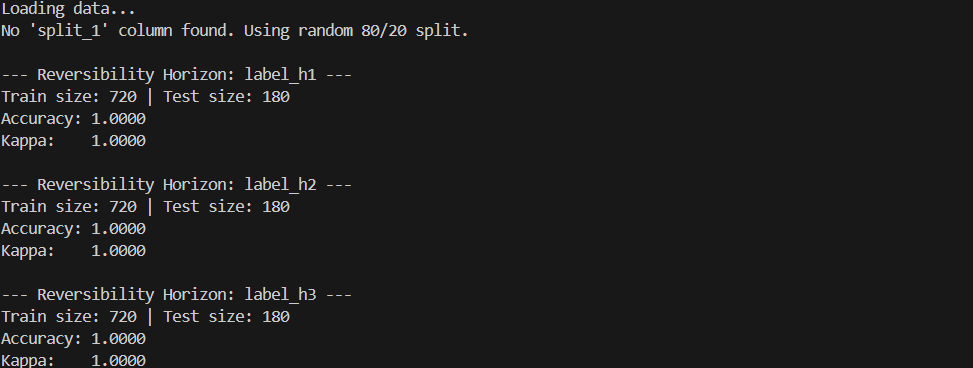 Loading data...
No 'split_1' column found. Using random 80/20 split.
--- Reversibility Horizon: label_h1 ---
Train size: 720 | Test size: 180
Accuracy: 1.0000
Kappa:    1.0000
--- Reversibility Horizon: label_h2 ---
Train size: 720 | Test size: 180
Accuracy: 1.0000
Kappa:    1.0000
--- Reversibility Horizon: label_h3 ---
Train size: 720 | Test size: 180
Accuracy: 1.0000
Kappa:    1.0000